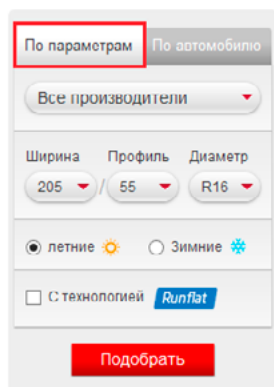 По параметрам По автомобилю
Все производители
Ширина Профиль Диаметр
205 / 55 R16
летние Зимние
С технологией Runflat
Подобрать